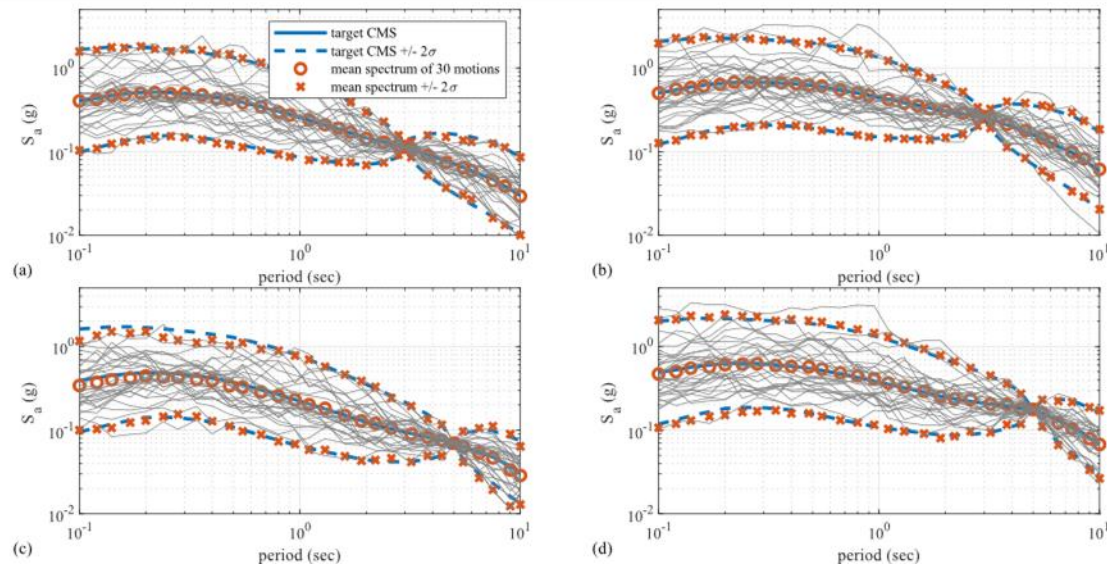 target CMS
target CMS +/- 2σ
mean spectrum of 30 motions
mean spectrum +/- 2σ
10^0
10^-1
10^-2
S_a (g)
10^-1
10^0
10^1
period (sec)
(a)
10^0
10^-1
10^-2
S_a (g)
10^-1
10^0
10^1
period (sec)
(b)
10^0
10^-1
10^-2
S_a (g)
10^-1
10^0
10^1
period (sec)
(c)
10^0
10^-1
10^-2
S_a (g)
10^-1
10^0
10^1
period (sec)
(d)